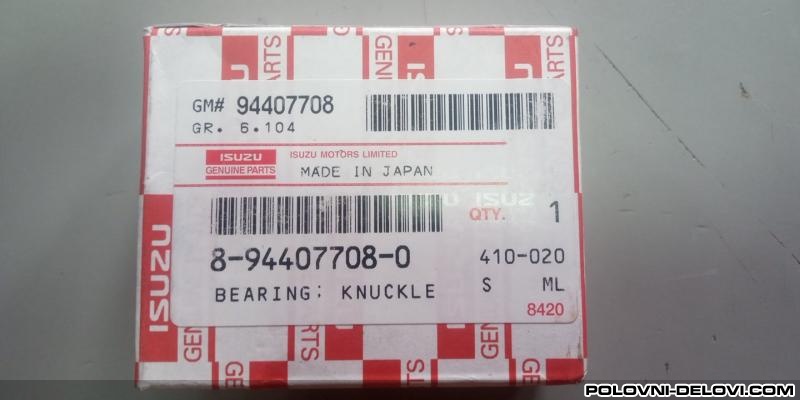 GM# 94407708
GR. 6.104
ISUZU
GENUINE PARTS
ISUZU MOTORS LIMITED
MADE IN JAPAN
QTY. 1
8-94407708-0 410-020
BEARING: KNUCKLE S ML
8420
ISUZU
POLOVNI-DELOVI.COM